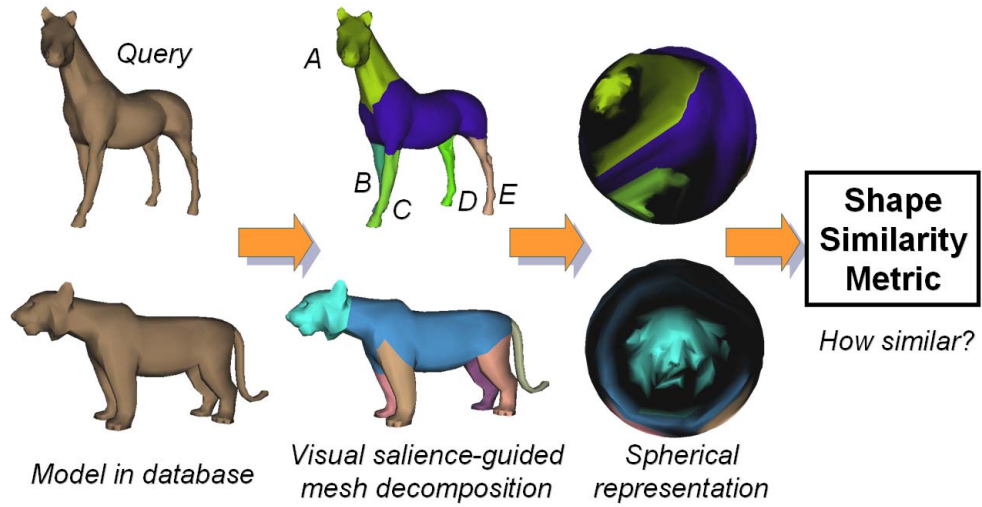 Query
A
B
C
D
E
Shape
Similarity
Metric
How similar?
Model in database
Visual salience-guided
mesh decomposition
Spherical
representation